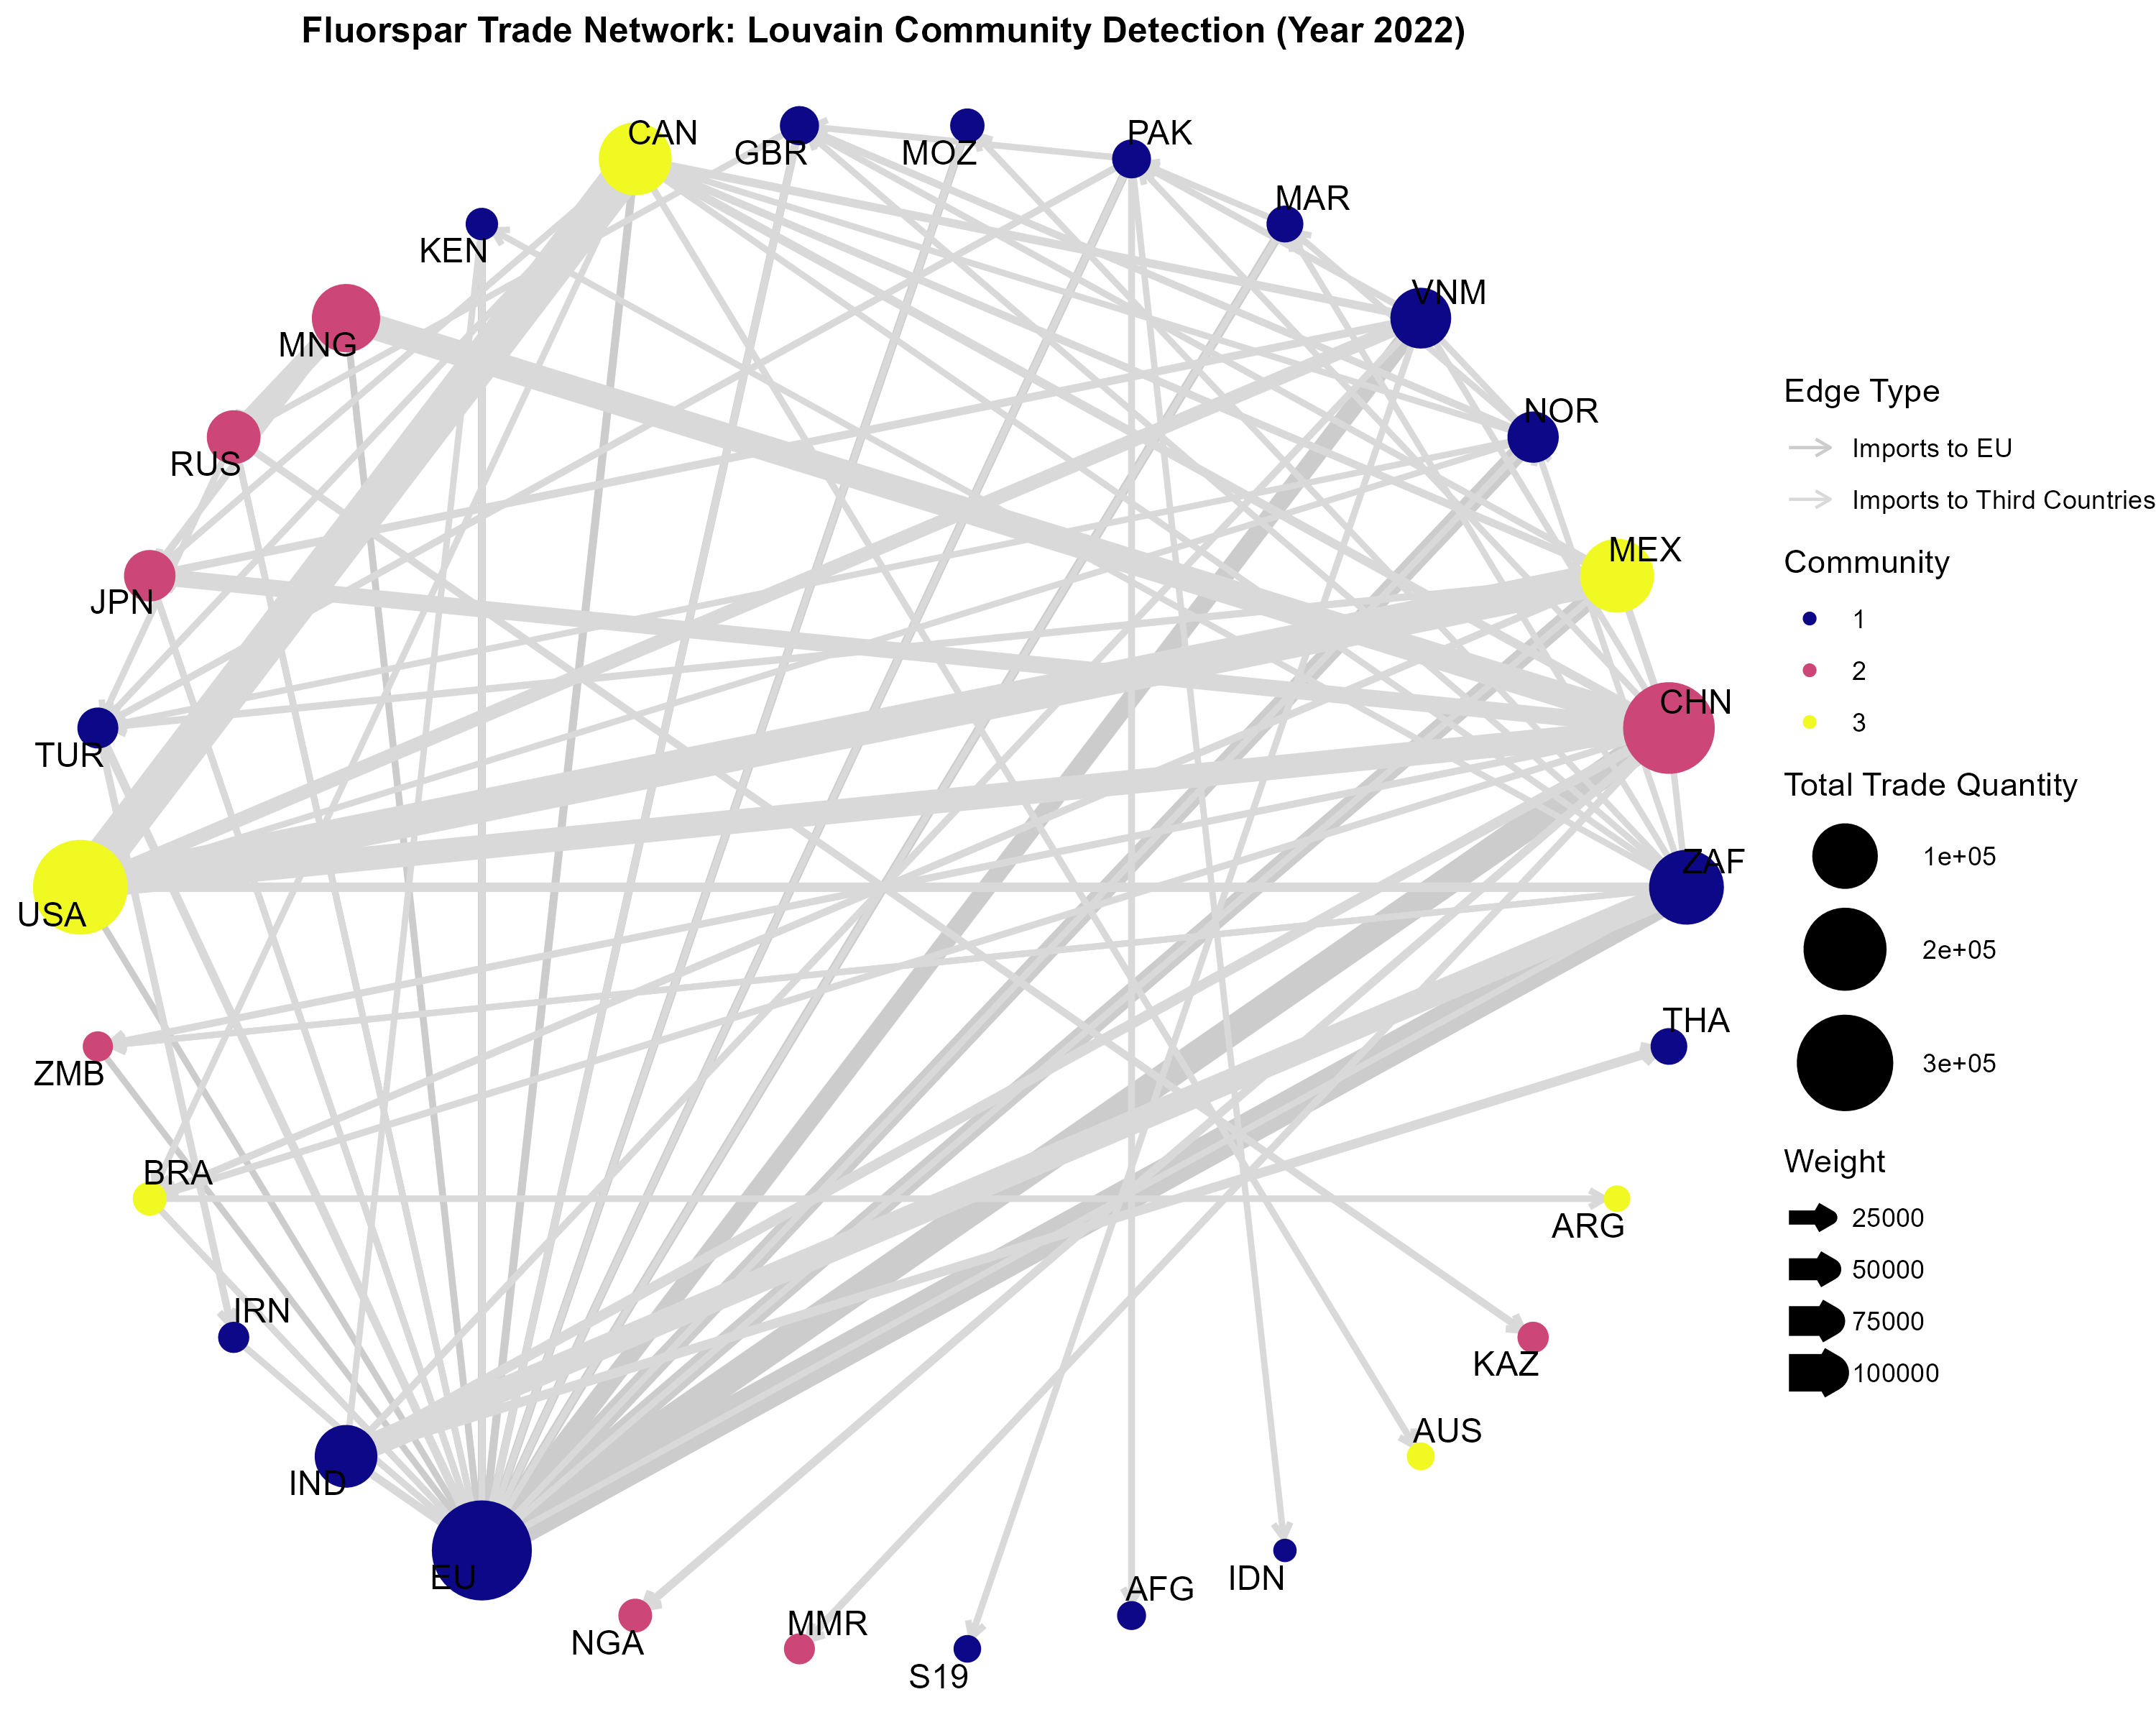 Fluorspar Trade Network: Louvain Community Detection (Year 2022)
CAN
GBR
MOZ
PAK
MAR
KEN
VNM
MNG
NOR
RUS
MEX
JPN
CHN
TUR
ZAF
USA
THA
ZMB
BRA
ARG
IRN
KAZ
AUS
IND
EU
IDN
AFG
MMR
NGA
S19
Edge Type
Imports to EU
Imports to Third Countries
Community
1
2
3
Total Trade Quantity
1e+05
2e+05
3e+05
Weight
25000
50000
75000
100000